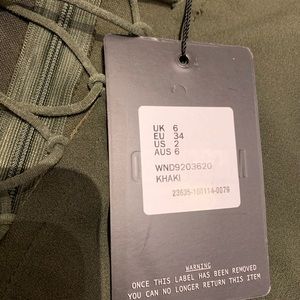 UK 6
EU 34
US 2
AUS 6
WND9203620
KHAKI
23635-100114-0079
WARNING
ONCE THIS LABEL HAS BEEN REMOVED
YOU CAN NO LONGER RETURN THIS ITEM